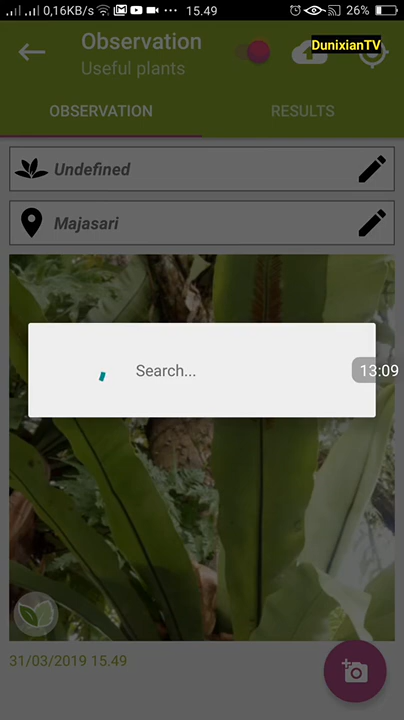 0,16KB/s
15.49
26%
Observation
Useful plants
DunixianTV
OBSERVATION
RESULTS
Undefined
Majasari
Search...
13:09
31/03/2019 15.49